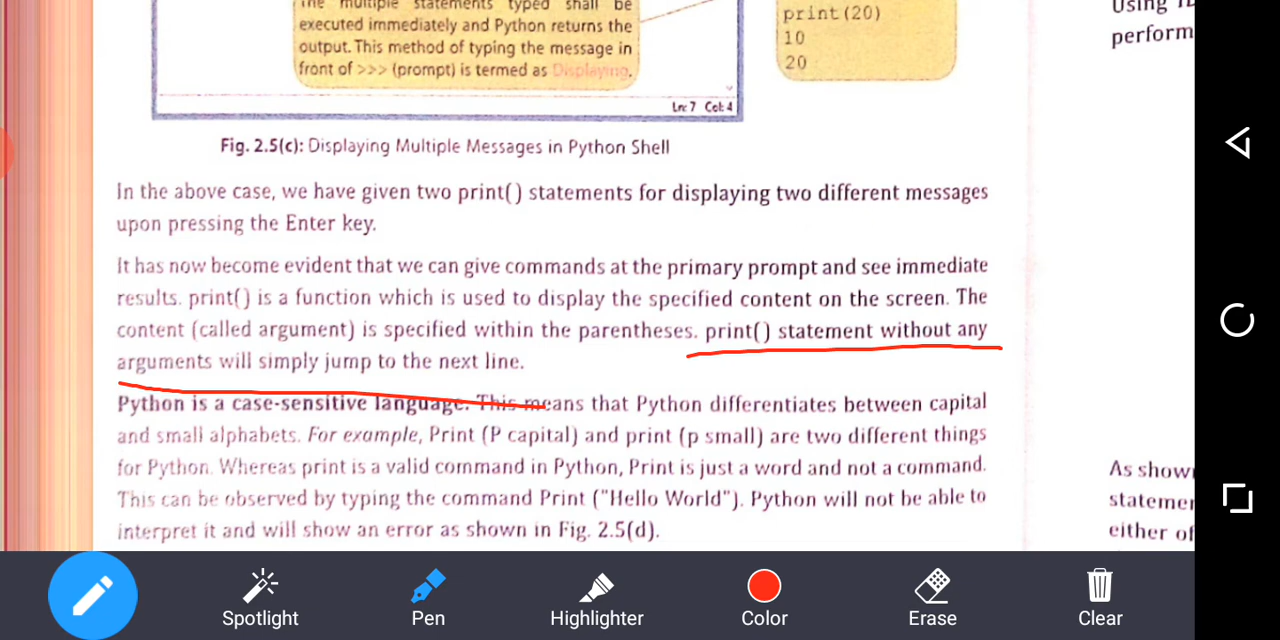 The multiple statements typed shall be
executed immediately and Python returns the
output. This method of typing the message in
front of >>> (prompt) is termed as Displaying.
print(20)
10
20
Using
perform
Ln: 7 Col: 4
Fig. 2.5(c): Displaying Multiple Messages in Python Shell
In the above case, we have given two print() statements for displaying two different messages
upon pressing the Enter key.
It has now become evident that we can give commands at the primary prompt and see immediate
results. print() is a function which is used to display the specified content on the screen. The
content (called argument) is specified within the parentheses. print() statement without any
arguments will simply jump to the next line.
Python is a case-sensitive language. This means that Python differentiates between capital
and small alphabets. For example, Print (P capital) and print (p small) are two different things
for Python. Whereas print is a valid command in Python, Print is just a word and not a command.
This can be observed by typing the command Print ("Hello World"). Python will not be able to
interpret it and will show an error as shown in Fig. 2.5(d).
As shown
statemen
either of
Spotlight
Pen
Highlighter
Color
Erase
Clear